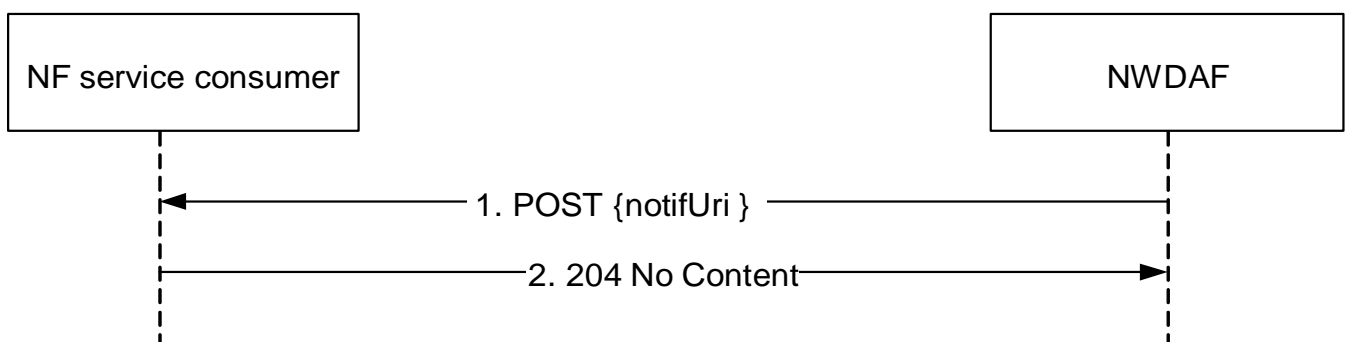 NF service consumer
NWDAF
1. POST {notifUri }
2. 204 No Content